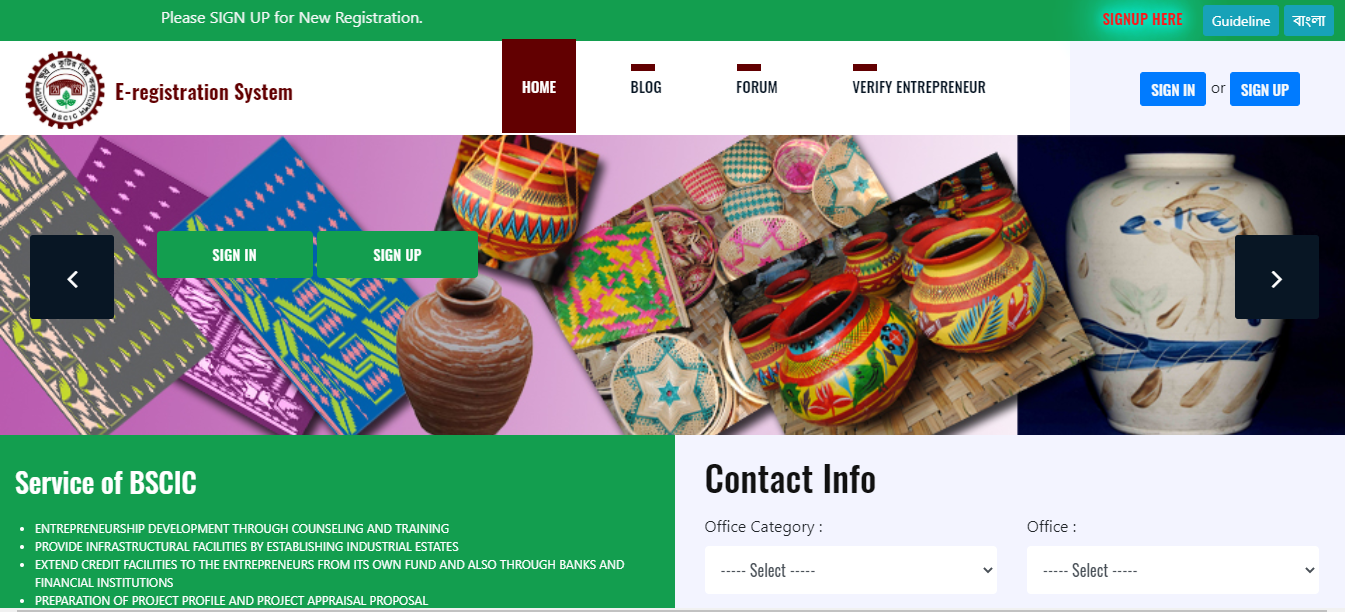 Please SIGN UP for New Registration.
SIGNUP HERE
Guideline
বাংলা
BSCIC
E-registration System
HOME
BLOG
FORUM
VERIFY ENTREPRENEUR
SIGN IN or SIGN UP
SIGN IN
SIGN UP
Service of BSCIC
• ENTREPRENEURSHIP DEVELOPMENT THROUGH COUNSELING AND TRAINING
• PROVIDE INFRASTRUCTURAL FACILITIES BY ESTABLISHING INDUSTRIAL ESTATES
• EXTEND CREDIT FACILITIES TO THE ENTREPRENEURS FROM ITS OWN FUND AND ALSO THROUGH BANKS AND
FINANCIAL INSTITUTIONS
• PREPARATION OF PROJECT PROFILE AND PROJECT APPRAISAL PROPOSAL
Contact Info
Office Category :
----- Select -----
Office :
----- Select -----